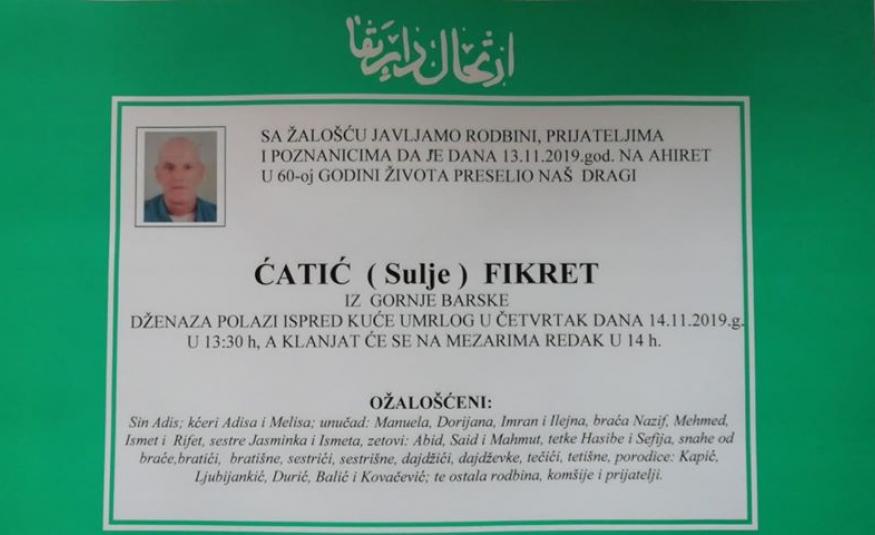 ارتحال دار بقا
SA ŽALOŠĆU JAVLJAMO RODBINI, PRIJATELJIMA
I POZNANICIMA DA JE DANA 13.11.2019.god. NA AHIRET
U 60-oj GODINI ŽIVOTA PRESELIO NAŠ DRAGI
ĆATIĆ ( Sulje ) FIKRET
IZ GORNJE BARSKE
DŽENAZA POLAZI ISPRED KUĆE UMRLOG U ČETVRTAK DANA 14.11.2019.g.
U 13:30 h, A KLANJAT ĆE SE NA MEZARIMA REDAK U 14 h.
OŽALOŠĆENI:
Sin Adis; kćeri Adisa i Melisa; unučad: Manuela, Dorijana, Imran i Ilejna, braća Nazif, Mehmed,
Ismet i Rifet, sestre Jasminka i Ismeta, zetovi: Abid, Said i Mahmut, tetke Hasibe i Sefija, snahe od
braće,bratići, bratišne, sestrići, sestrišne, dajdžići, dajdževke, tečići, tetišne, porodice: Kapić,
Ljubijankić, Durić, Balić i Kovačević; te ostala rodbina, komšije i prijatelji.